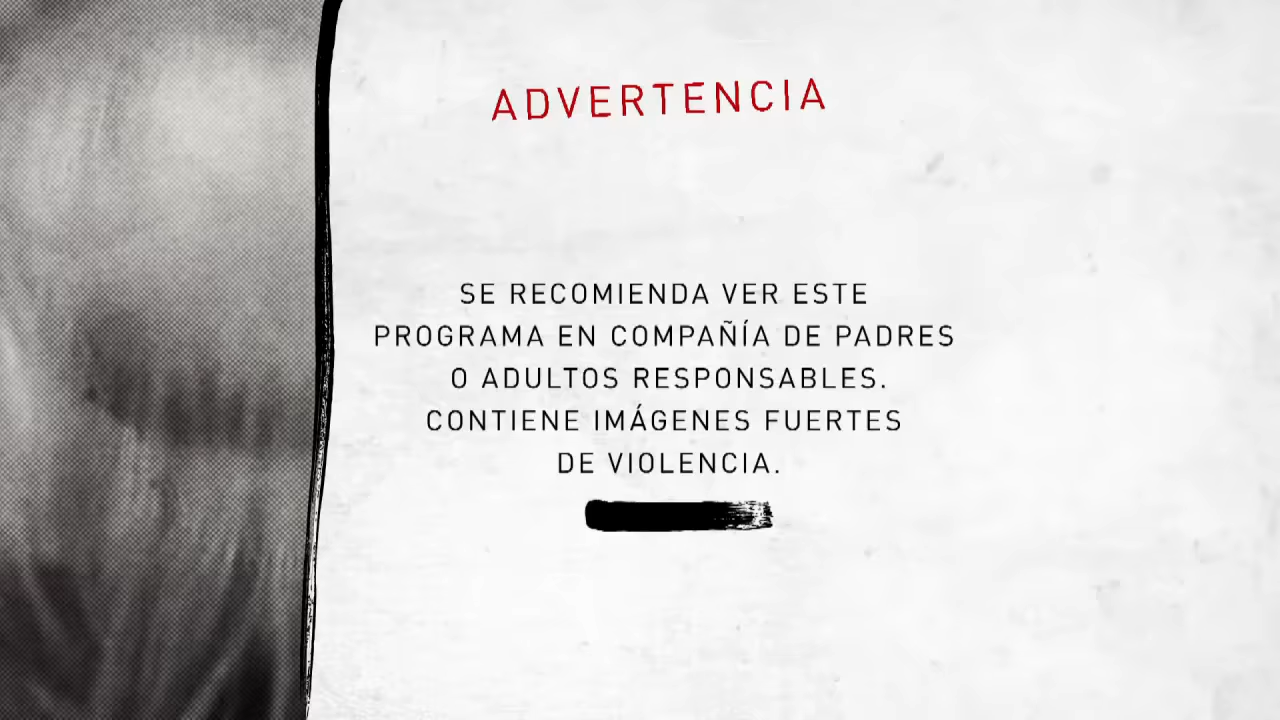 ADVERTENCIA
SE RECOMIENDA VER ESTE
PROGRAMA EN COMPAÑÍA DE PADRES
O ADULTOS RESPONSABLES.
CONTIENE IMÁGENES FUERTES
DE VIOLENCIA.